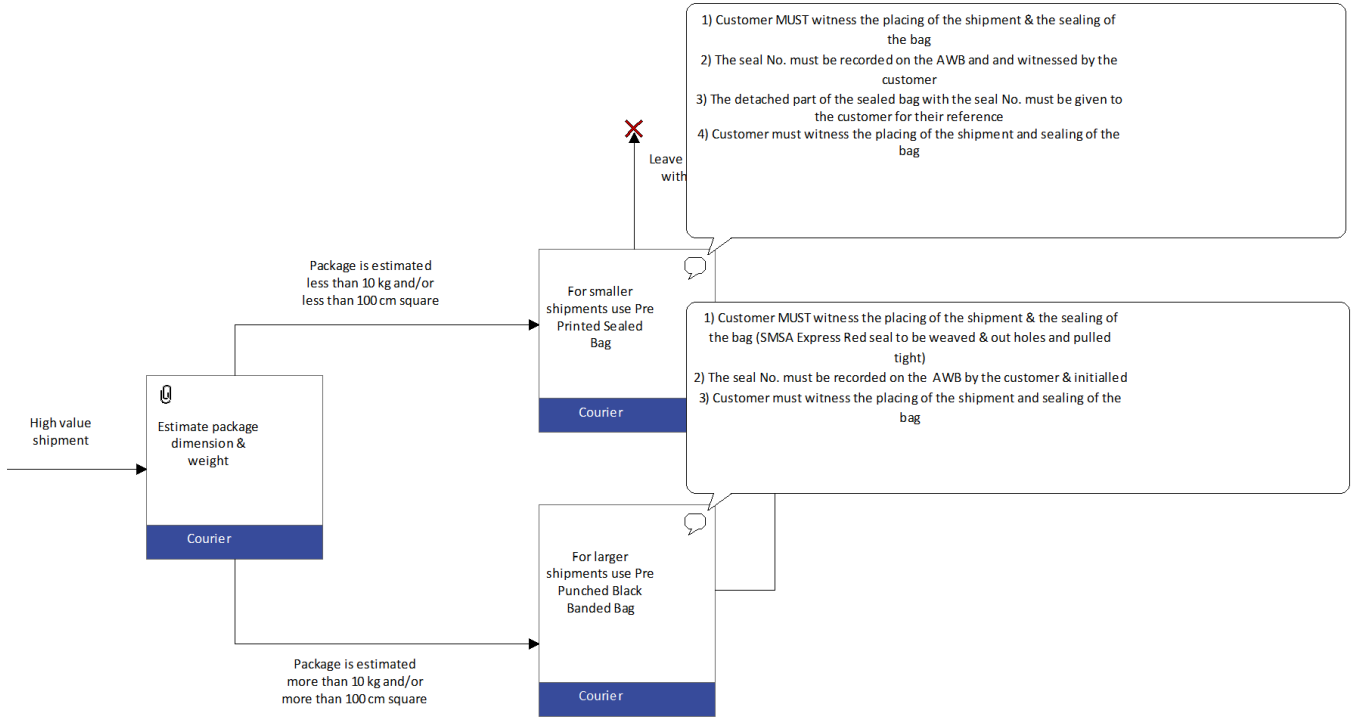 1) Customer MUST witness the placing of the shipment & the sealing of
the bag
2) The seal No. must be recorded on the AWB and and witnessed by the
customer
3) The detached part of the sealed bag with the seal No. must be given to
the customer for their reference
4) Customer must witness the placing of the shipment and sealing of the
bag
Leave
with
Package is estimated
less than 10 kg and/or
less than 100 cm square
For smaller
shipments use Pre
Printed Sealed
Bag
Courier
1) Customer MUST witness the placing of the shipment & the sealing of
the bag (SMSA Express Red seal to be weaved & out holes and pulled
tight)
2) The seal No. must be recorded on the AWB by the customer & initialled
3) Customer must witness the placing of the shipment and sealing of the
bag
High value
shipment
Estimate package
dimension &
weight
Courier
For larger
shipments use Pre
Punched Black
Banded Bag
Courier
Package is estimated
more than 10 kg and/or
more than 100 cm square